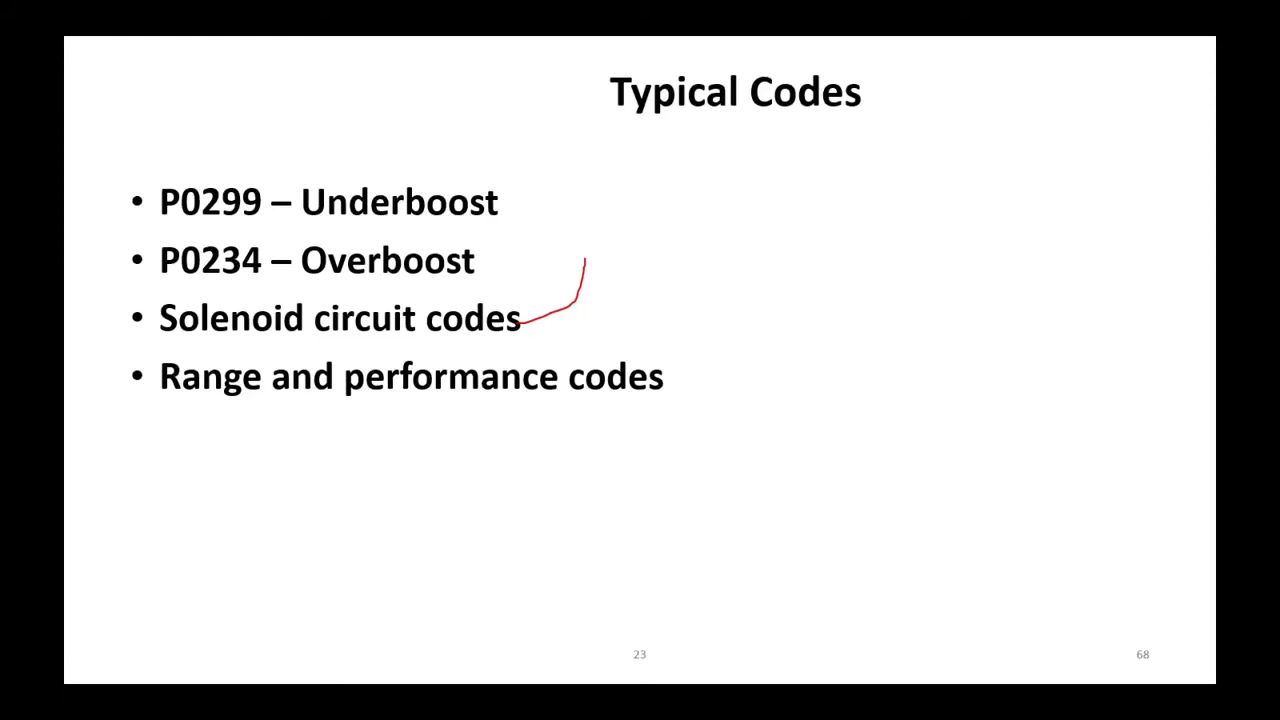 Typical Codes
• P0299 – Underboost
• P0234 – Overboost
• Solenoid circuit codes
• Range and performance codes
23
68